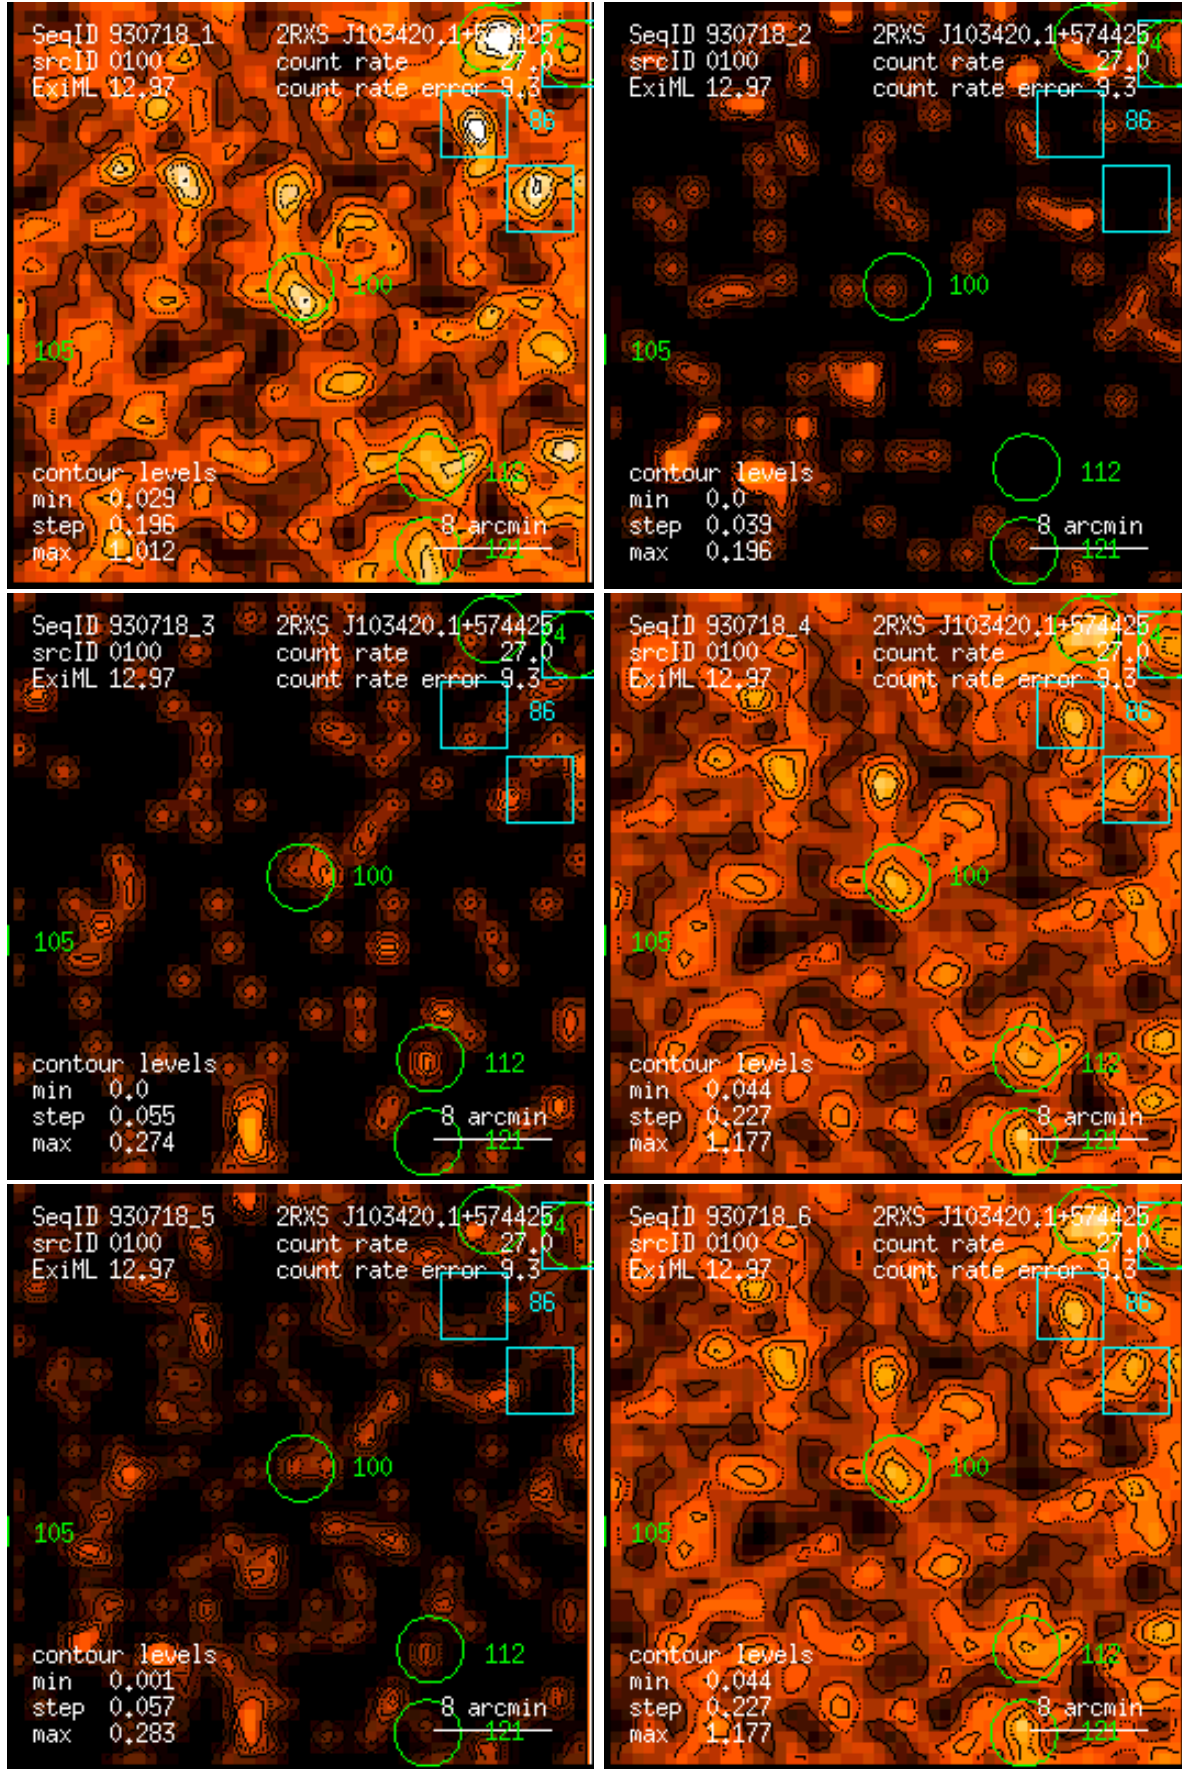 SeqID 930718_1 2RXS J103420.1+574425
srcID 0100 count rate 27.0
ExiML 12.97 count rate error 9.3
4
86
100
105
112
contour levels
min 0.029
step 0.196 8 arcmin
max 1.012 121
SeqID 930718_2 2RXS J103420.1+574425
srcID 0100 count rate 27.0
ExiML 12.97 count rate error 9.3
4
86
100
105
112
contour levels
min 0.0
step 0.039 8 arcmin
max 0.196 121
SeqID 930718_3 2RXS J103420.1+574425
srcID 0100 count rate 27.0
ExiML 12.97 count rate error 9.3
4
86
100
105
112
contour levels
min 0.0
step 0.055 8 arcmin
max 0.274 121
SeqID 930718_4 2RXS J103420.1+574425
srcID 0100 count rate 27.0
ExiML 12.97 count rate error 9.3
4
86
100
105
112
contour levels
min 0.044
step 0.227 8 arcmin
max 1.177 121
SeqID 930718_5 2RXS J103420.1+574425
srcID 0100 count rate 27.0
ExiML 12.97 count rate error 9.3
4
86
100
105
112
contour levels
min 0.001
step 0.057 8 arcmin
max 0.283 121
SeqID 930718_6 2RXS J103420.1+574425
srcID 0100 count rate 27.0
ExiML 12.97 count rate error 9.3
4
86
100
105
112
contour levels
min 0.044
step 0.227 8 arcmin
max 1.177 121